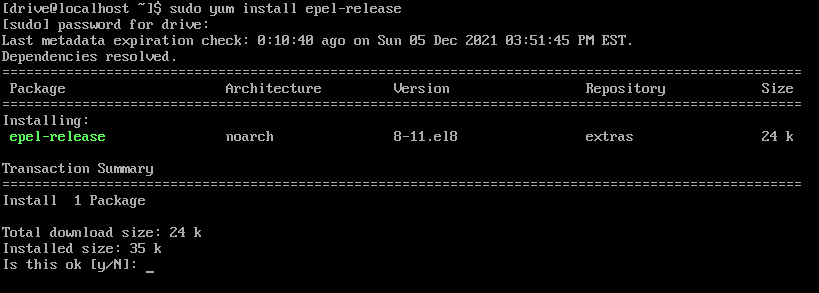 [drive@localhost ~]$ sudo yum install epel-release
[sudo] password for drive:
Last metadata expiration check: 0:10:40 ago on Sun 05 Dec 2021 03:51:45 PM EST.
Dependencies resolved.
================================================================================
 Package                    Architecture         Version                    Repository                Size
================================================================================
Installing:
 epel-release               noarch               8-11.el8                   extras                    24 k

Transaction Summary
================================================================================
Install  1 Package

Total download size: 24 k
Installed size: 35 k
Is this ok [y/N]: _